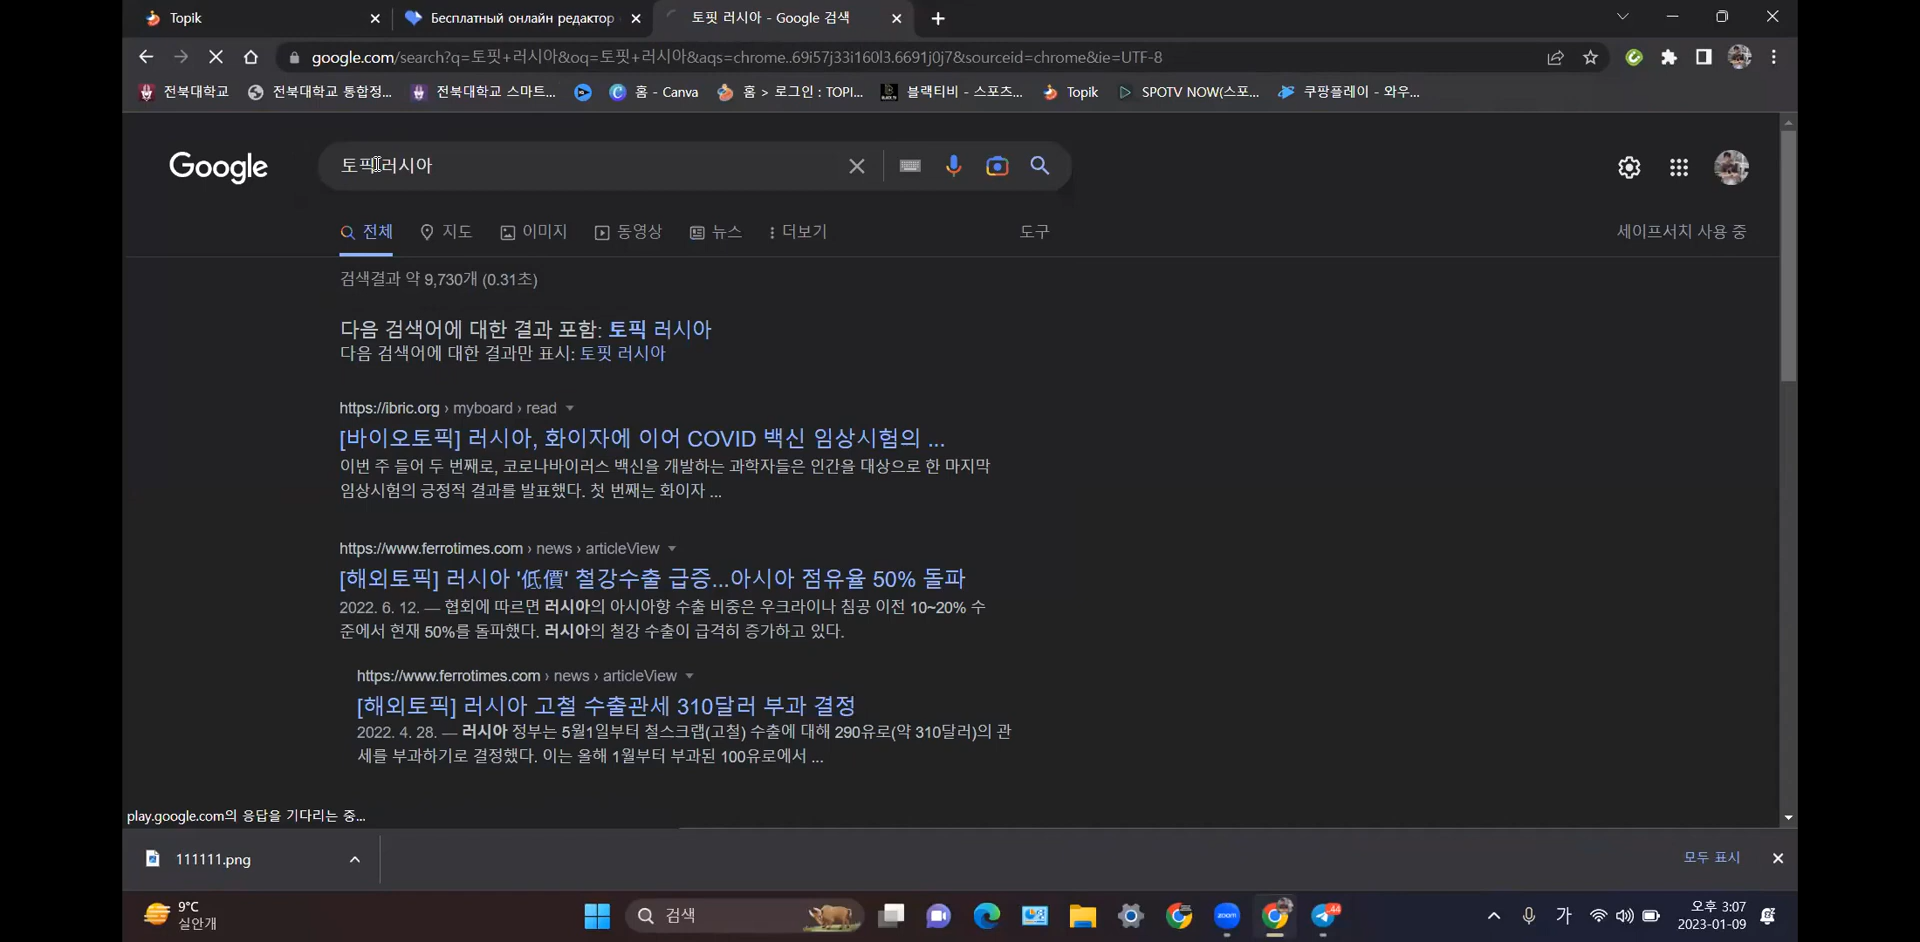 Topik
Бесплатный онлайн редактор
토핏 러시아 - Google 검색
google.com/search?q=토핏+러시아&oq=토핏+러시아&aqs=chrome..69i57j33i160l3.6691j0j7&sourceid=chrome&ie=UTF-8
전북대학교
전북대학교 통합정...
전북대학교 스마트...
홈 - Canva
홈 > 로그인 : TOPI...
블랙티비 - 스포츠...
Topik
SPOTV NOW(스포...
쿠팡플레이 - 와우...
Google
토핏 러시아
전체
지도
이미지
동영상
뉴스
더보기
도구
세이프서치 사용 중
검색결과 약 9,730개 (0.31초)
다음 검색어에 대한 결과 포함: 토픽 러시아
다음 검색어에 대한 결과만 표시: 토핏 러시아
https://ibric.org › myboard › read
[바이오토픽] 러시아, 화이자에 이어 COVID 백신 임상시험의 ...
이번 주 들어 두 번째로, 코로나바이러스 백신을 개발하는 과학자들은 인간을 대상으로 한 마지막
임상시험의 긍정적 결과를 발표했다. 첫 번째는 화이자 ...
https://www.ferrotimes.com › news › articleView
[해외토픽] 러시아 '低價' 철강수출 급증...아시아 점유율 50% 돌파
2022. 6. 12. — 협회에 따르면 러시아의 아시아향 수출 비중은 우크라이나 침공 이전 10~20% 수
준에서 현재 50%를 돌파했다. 러시아의 철강 수출이 급격히 증가하고 있다.
https://www.ferrotimes.com › news › articleView
[해외토픽] 러시아 고철 수출관세 310달러 부과 결정
2022. 4. 28. — 러시아 정부는 5월1일부터 철스크랩(고철) 수출에 대해 290유로(약 310달러)의 관
세를 부과하기로 결정했다. 이는 올해 1월부터 부과된 100유로에서 ...
play.google.com의 응답을 기다리는 중...
111111.png
모두 표시
9°C
실안개
검색
zoom
44
가
오후 3:07
2023-01-09